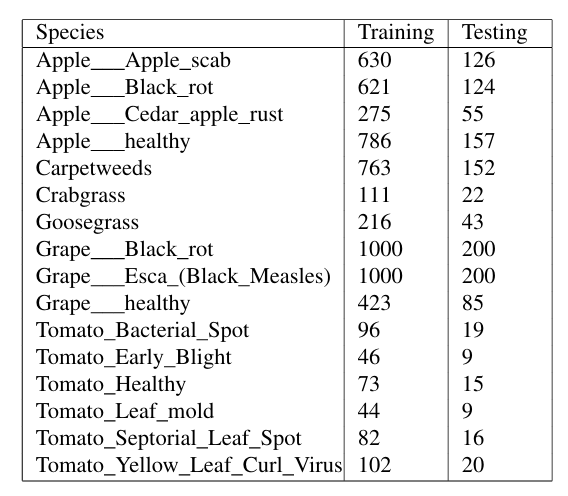 Species Training Testing
Apple___Apple_scab 630 126
Apple___Black_rot 621 124
Apple___Cedar_apple_rust 275 55
Apple___healthy 786 157
Carpetweeds 763 152
Crabgrass 111 22
Goosegrass 216 43
Grape___Black_rot 1000 200
Grape___Esca_(Black_Measles) 1000 200
Grape___healthy 423 85
Tomato_Bacterial_Spot 96 19
Tomato_Early_Blight 46 9
Tomato_Healthy 73 15
Tomato_Leaf_mold 44 9
Tomato_Septorial_Leaf_Spot 82 16
Tomato_Yellow_Leaf_Curl_Virus 102 20